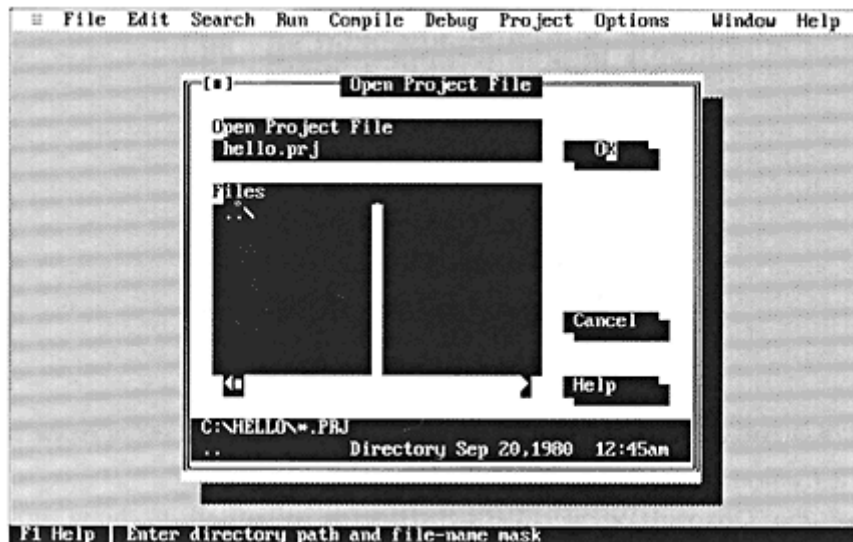 ≡ File Edit Search Run Compile Debug Project Options Window Help
[■] Open Project File
Open Project File
hello.prj
OK
Files
..\
Cancel
Help
C:\HELLO\*.PRJ
.. Directory Sep 20,1980 12:45am
F1 Help | Enter directory path and file-name mask